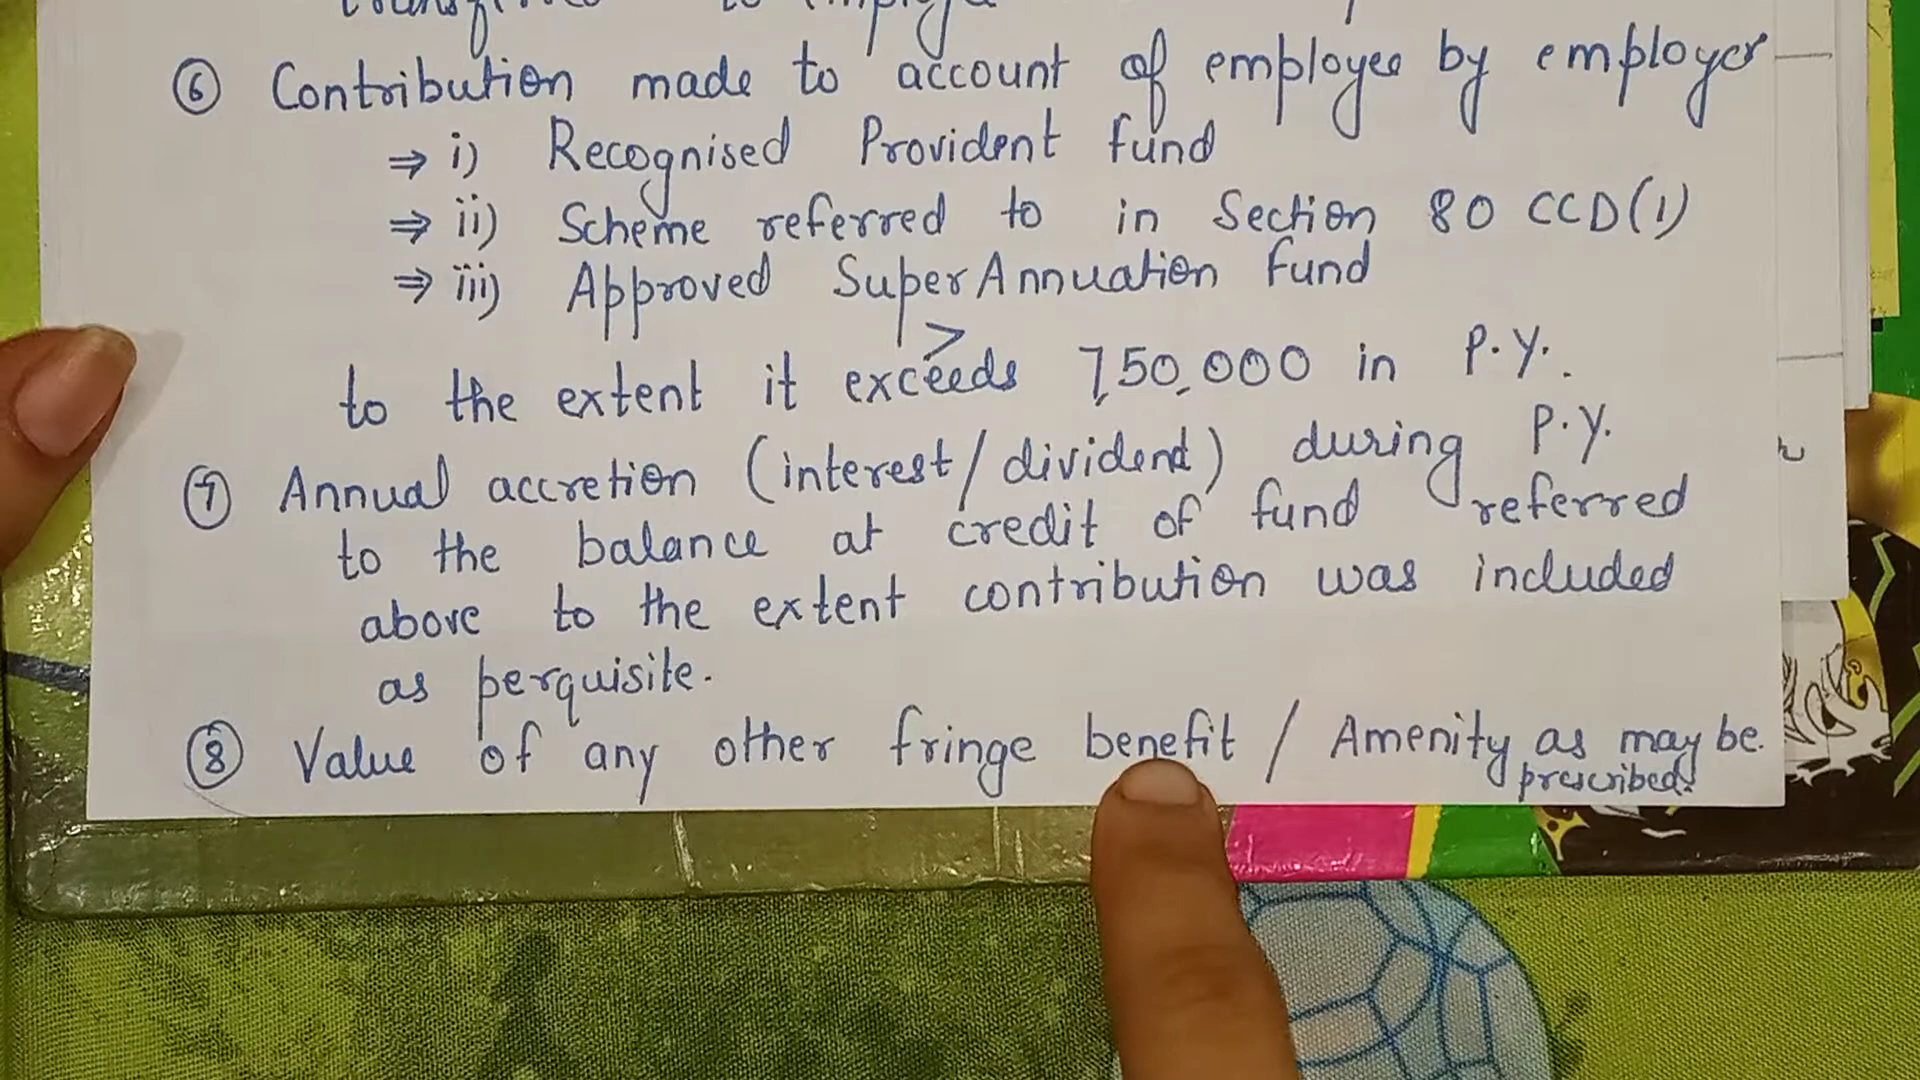 to
⑥ Contribution made to account of employee by employer
⇒ i) Recognised Provident fund
⇒ ii) Scheme referred to in Section 80 CCD(1)
⇒ iii) Approved SuperAnnuation fund
>
to the extent it exceeds 7,50,000 in P.Y.
⑦ Annual accretion (interest/dividend) during P.Y.
to the balance at credit of fund referred
above to the extent contribution was included
as perquisite.
⑧ Value of any other fringe benefit / Amenity as may be
prescribed.